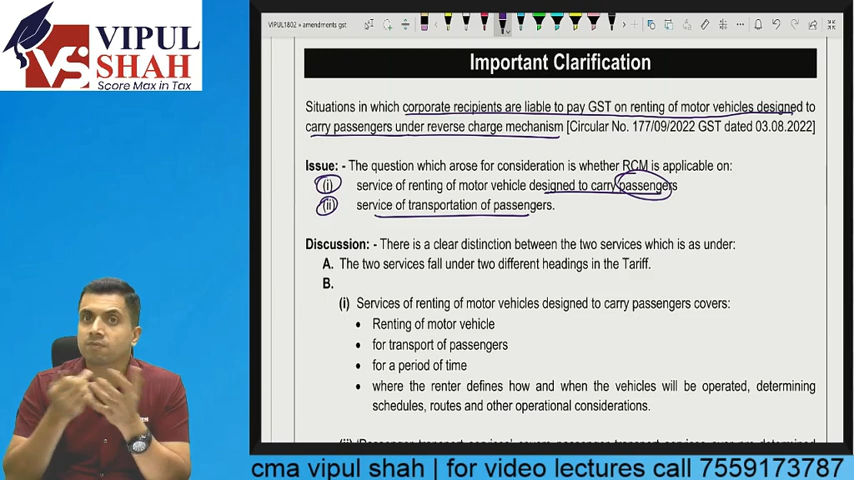 VIPUL
SHAH
Score Max in Tax
VS
VIPUL1802 + amendments gst
Important Clarification
Situations in which corporate recipients are liable to pay GST on renting of motor vehicles designed to
carry passengers under reverse charge mechanism [Circular No. 177/09/2022 GST dated 03.08.2022]
Issue: - The question which arose for consideration is whether RCM is applicable on:
(i) service of renting of motor vehicle designed to carry passengers
(ii) service of transportation of passengers.
Discussion: - There is a clear distinction between the two services which is as under:
A. The two services fall under two different headings in the Tariff.
B.
(i) Services of renting of motor vehicles designed to carry passengers covers:
• Renting of motor vehicle
• for transport of passengers
• for a period of time
• where the renter defines how and when the vehicles will be operated, determining
schedules, routes and other operational considerations.
cma vipul shah | for video lectures call 7559173787